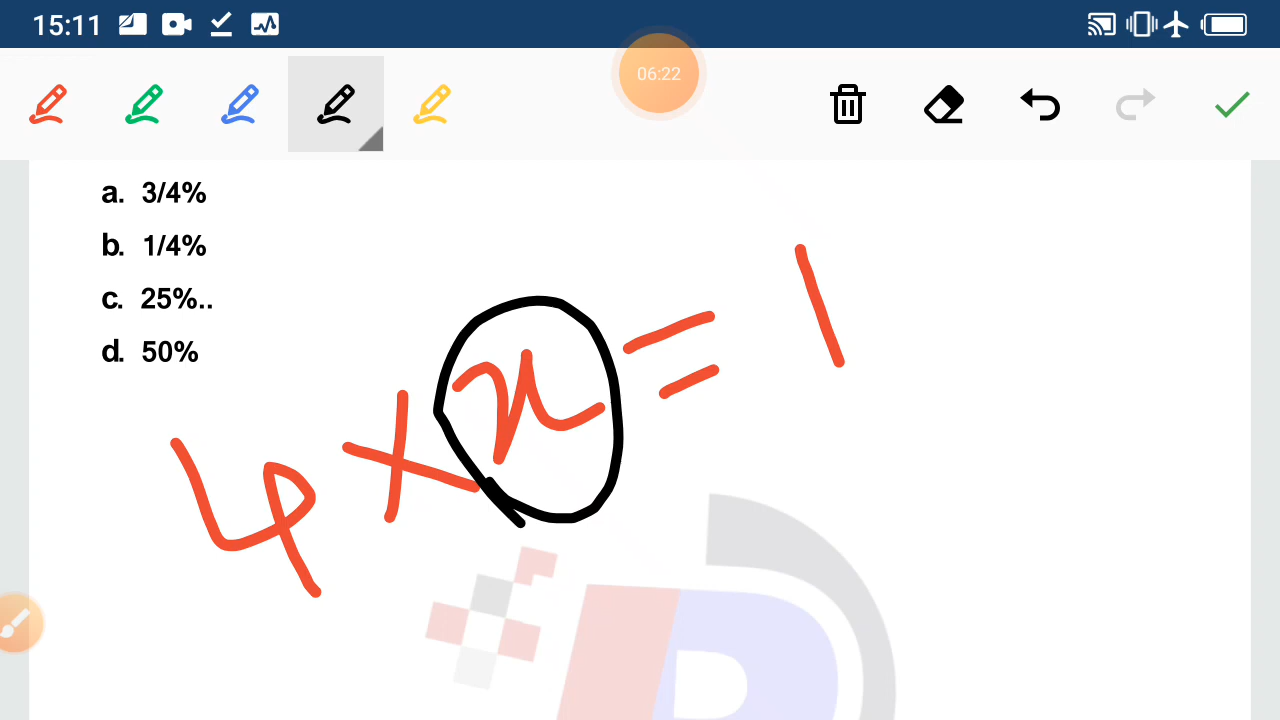 15:11
06:22
a. 3/4%
b. 1/4%
c. 25%..
d. 50%
4 × x = 1